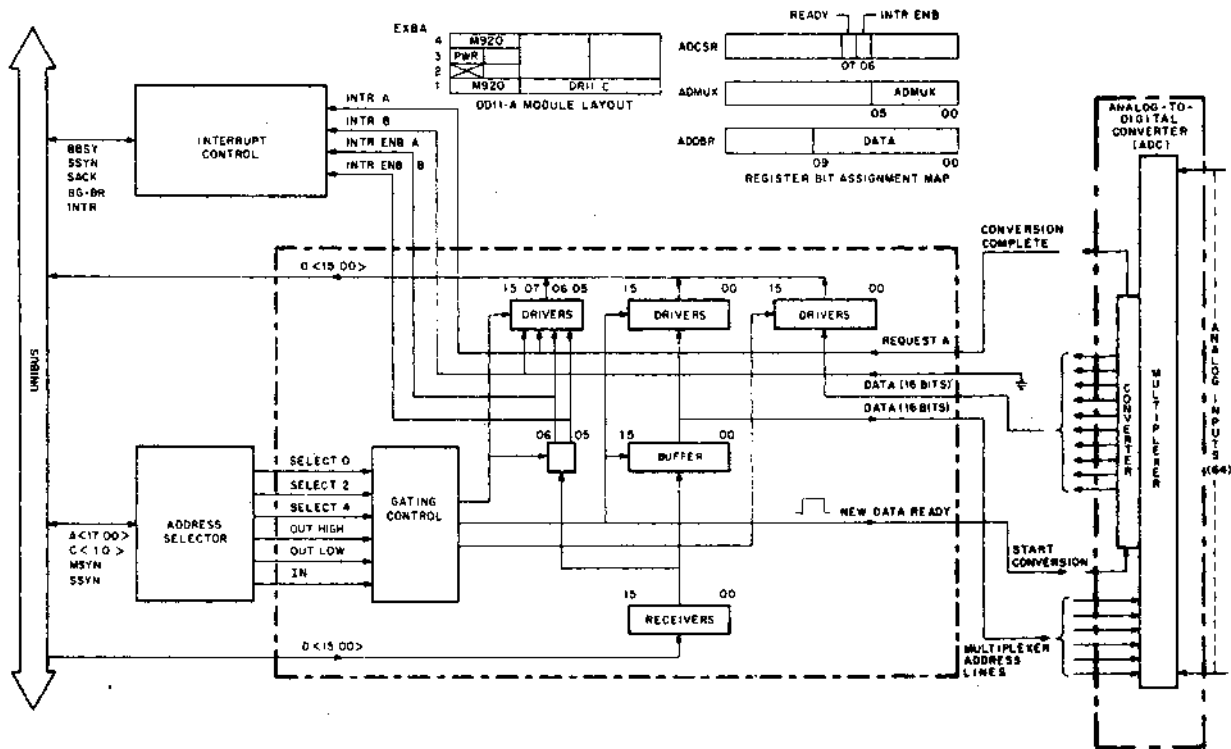 READY
INTR ENB
EXBA
4
3
2
1
M920
PWR
M920
DR11 C
DD11-A MODULE LAYOUT
ADCSR
07 06
ADMUX
ADMUX
05 00
ADDBR
DATA
09 00
REGISTER BIT ASSIGNMENT MAP
ANALOG-TO-
DIGITAL
CONVERTER
(ADC)
INTERRUPT
CONTROL
INTR A
INTR B
INTR ENB A
INTR ENB B
BBSY
SSYN
SACK
BG-BR
INTR
UNIBUS
D <15 00>
15 07 06 05
DRIVERS
15 00
DRIVERS
15 00
DRIVERS
CONVERSION
COMPLETE
REQUEST A
DATA (16 BITS)
DATA (16 BITS)
CONVERTER
MULTIPLEXER
ANALOG INPUTS (64)
06 05
15 00
BUFFER
ADDRESS
SELECTOR
SELECT 0
SELECT 2
SELECT 4
OUT HIGH
OUT LOW
IN
GATING
CONTROL
A<17 00>
C< 1 0 >
MSYN
SSYN
NEW DATA READY
START
CONVERSION
15 00
RECEIVERS
D <15 00>
MULTIPLEXER
ADDRESS
LINES